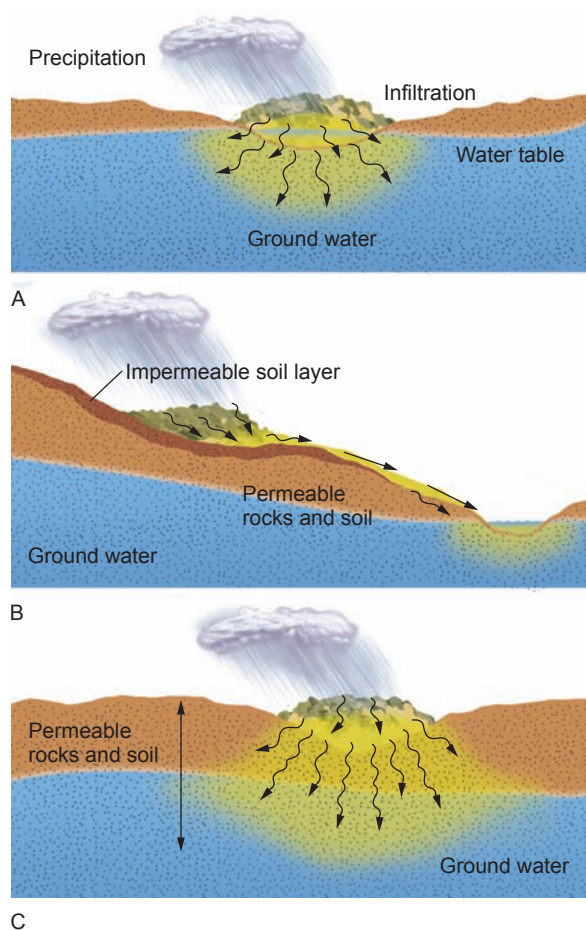 Precipitation
Infiltration
Water table
Ground water
A
Impermeable soil layer
Permeable
rocks and soil
Ground water
B
Permeable
rocks and soil
Ground water
C